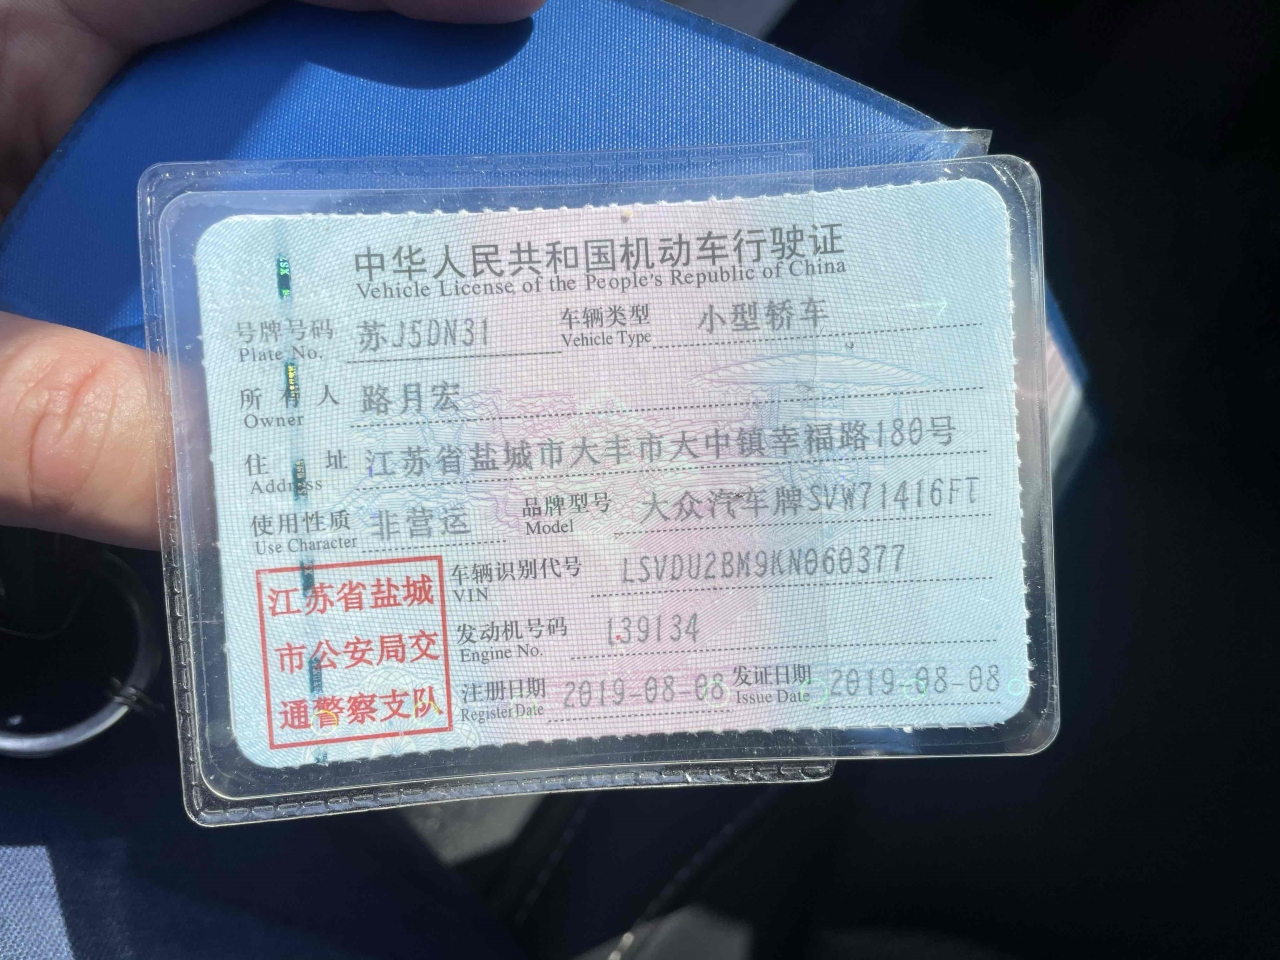 中华人民共和国机动车行驶证
Vehicle License of the People's Republic of China
号牌号码 苏J5DN31 车辆类型 小型轿车
Plate No. Vehicle Type
所有人 路月宏
Owner
住址 江苏省盐城市大丰市大中镇幸福路180号
Address
使用性质 非营运 品牌型号 大众汽车牌SVW71416FT
Use Character Model
车辆识别代号 LSVDU2BM9KN060377
VIN
发动机号码 L39134
Engine No.
注册日期 2019-08-08 发证日期 2019-08-08
Register Date Issue Date
江苏省盐城
市公安局交
通警察支队